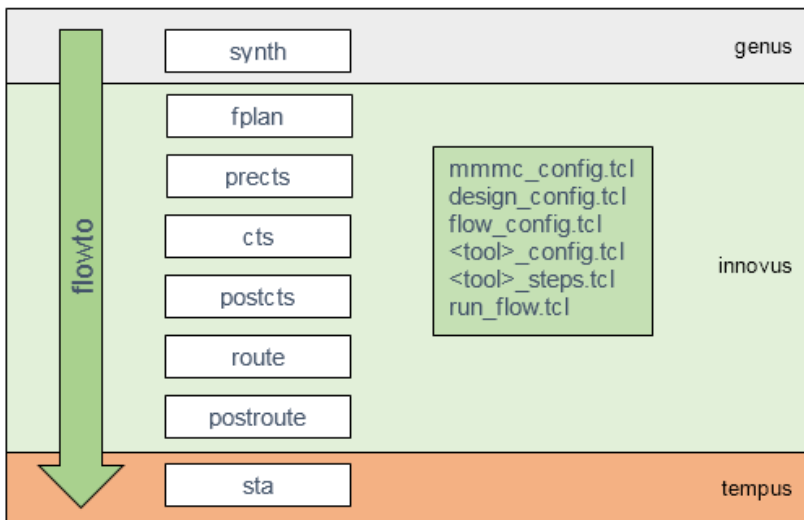 synth
genus
fplan
prects
cts
postcts
route
postroute
flowto
mmmc_config.tcl
design_config.tcl
flow_config.tcl
<tool>_config.tcl
<tool>_steps.tcl
run_flow.tcl
innovus
sta
tempus